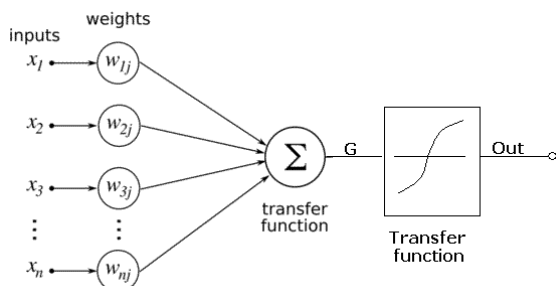 weights
inputs
x1 w1j
x2 w2j
x3 w3j
xn wnj
Σ
transfer
function
G
Out
Transfer
function